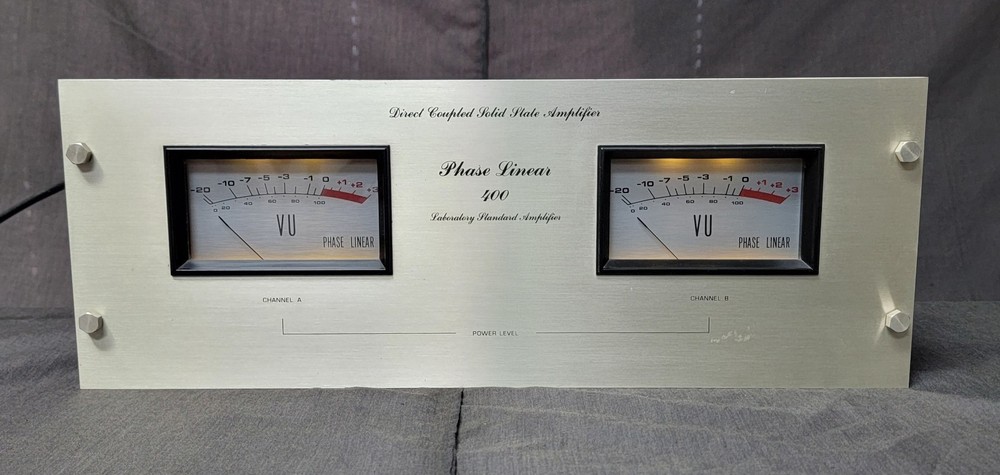 Direct Coupled Solid State Amplifier
Phase Linear
400
Laboratory Standard Amplifier
-20 -10 -7 -5 -3 -1 0 +1 +2 +3
0 20 40 60 80 100
VU
PHASE LINEAR
-20 -10 -7 -5 -3 -1 0 +1 +2 +3
0 20 40 60 80 100
VU
PHASE LINEAR
CHANNEL A
CHANNEL B
POWER LEVEL